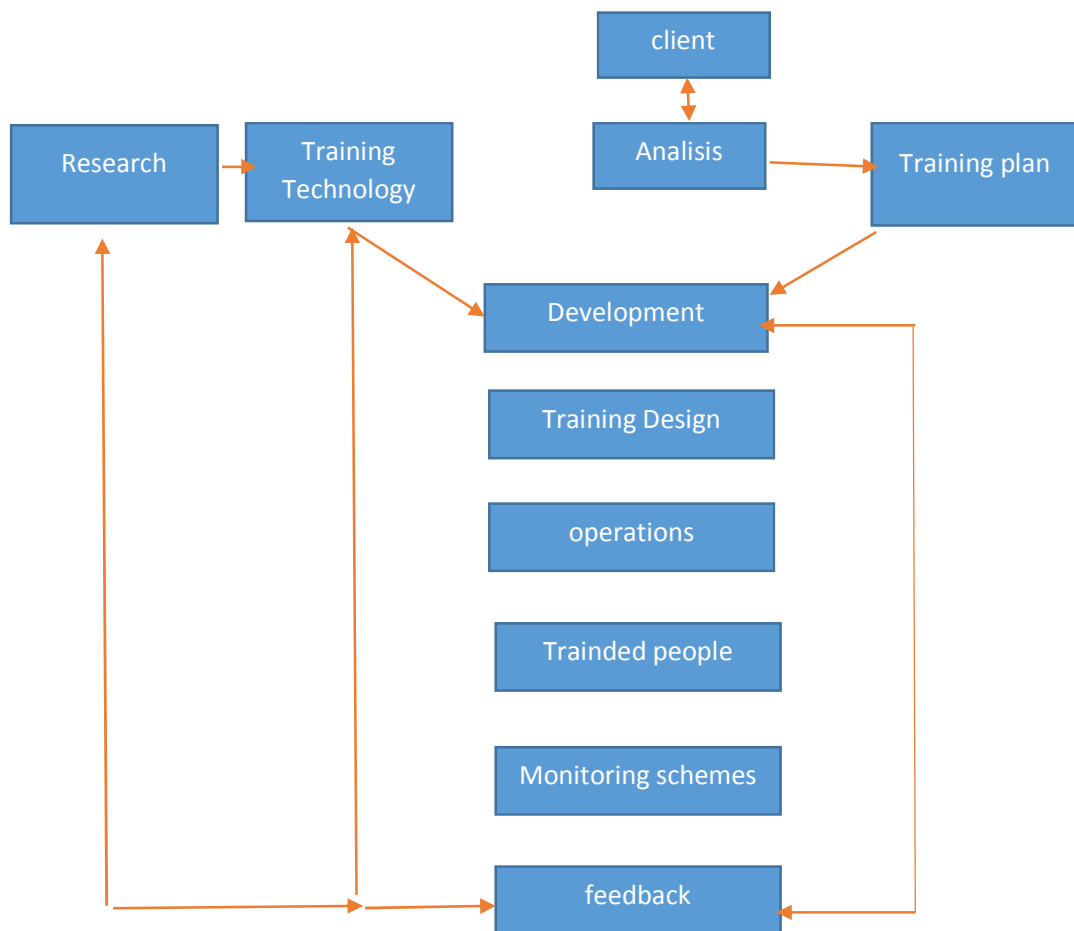 client
Research
Training
Technology
Analisis
Training plan
Development
Training Design
operations
Trainded people
Monitoring schemes
feedback